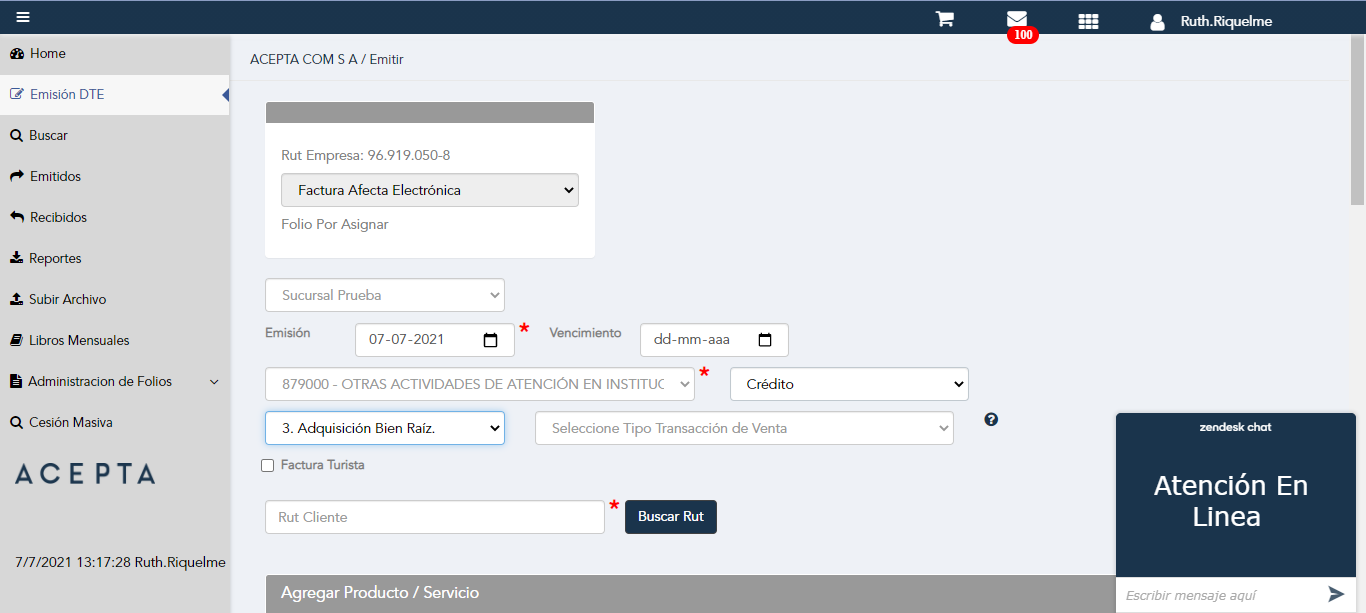 100
Ruth.Riquelme
Home
Emisión DTE
Buscar
Emitidos
Recibidos
Reportes
Subir Archivo
Libros Mensuales
Administracion de Folios
Cesión Masiva
ACEPTA
7/7/2021 13:17:28 Ruth.Riquelme
ACEPTA COM S A / Emitir
Rut Empresa: 96.919.050-8
Factura Afecta Electrónica
Folio Por Asignar
Sucursal Prueba
Emisión 07-07-2021 * Vencimiento dd-mm-aaa
879000 - OTRAS ACTIVIDADES DE ATENCIÓN EN INSTITUC * Crédito
3. Adquisición Bien Raíz. Seleccione Tipo Transacción de Venta ?
Factura Turista
Rut Cliente * Buscar Rut
Agregar Producto / Servicio
zendesk chat
Atención En
Linea
Escribir mensaje aquí